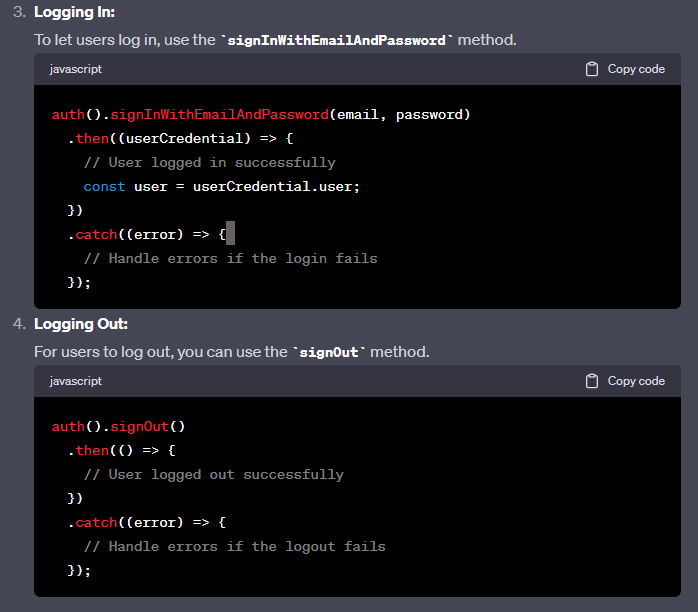 3. Logging In:
To let users log in, use the `signInWithEmailAndPassword` method.
javascript Copy code
auth().signInWithEmailAndPassword(email, password)
  .then((userCredential) => {
    // User logged in successfully
    const user = userCredential.user;
  })
  .catch((error) => {
    // Handle errors if the login fails
  });
4. Logging Out:
For users to log out, you can use the `signOut` method.
javascript Copy code
auth().signOut()
  .then(() => {
    // User logged out successfully
  })
  .catch((error) => {
    // Handle errors if the logout fails
  });